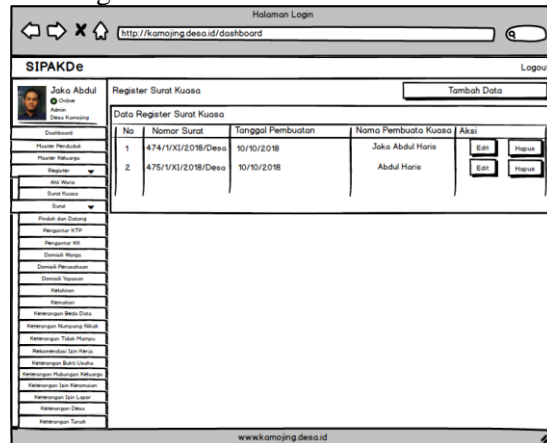 Halaman Login
http://kamojing.desa.id/dashboard
SIPAKDe
Logout
Jaka Abdul
Online
Admin
Desa Kamojing
Dashboard
Master Penduduk
Master Keluarga
Register
Ahli Waris
Surat Kuasa
Surat
Pindah dan Datang
Pengantar KTP
Pengantar KK
Domisili Warga
Domisili Perusahaan
Domisili Yayasan
Kelahiran
Kematian
Keterangan Beda Data
Keterangan Numpang Nikah
Keterangan Tidak Mampu
Rekomendasi Izin Kerja
Keterangan Bukti Usaha
Keterangan Hubungan Keluarga
Keterangan Izin Keramaian
Keterangan Izin Lapor
Keterangan Desa
Keterangan Tanah
Register Surat Kuasa
Tambah Data
Data Register Surat Kuasa
No Nomor Surat Tanggal Pembuatan Nama Pembuata Kuasa Aksi
1 474/1/XI/2018/Desa 10/10/2018 Jaka Abdul Haris Edit Hapus
2 475/1/XI/2018/Desa 10/10/2018 Abdul Haris Edit Hapus
www.kamojing.desa.id